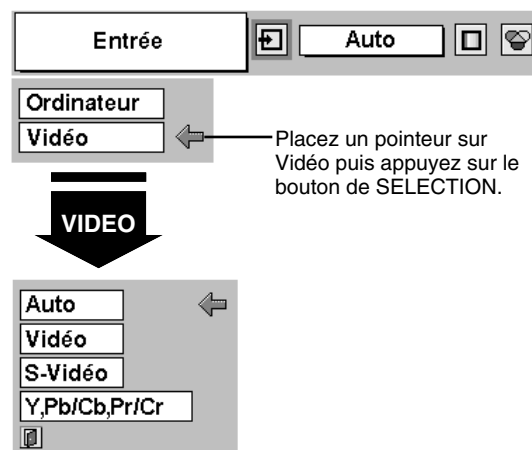 Entrée
Auto
Ordinateur
Vidéo
Placez un pointeur sur
Vidéo puis appuyez sur le
bouton de SELECTION.
VIDEO
Auto
Vidéo
S-Vidéo
Y,Pb/Cb,Pr/Cr